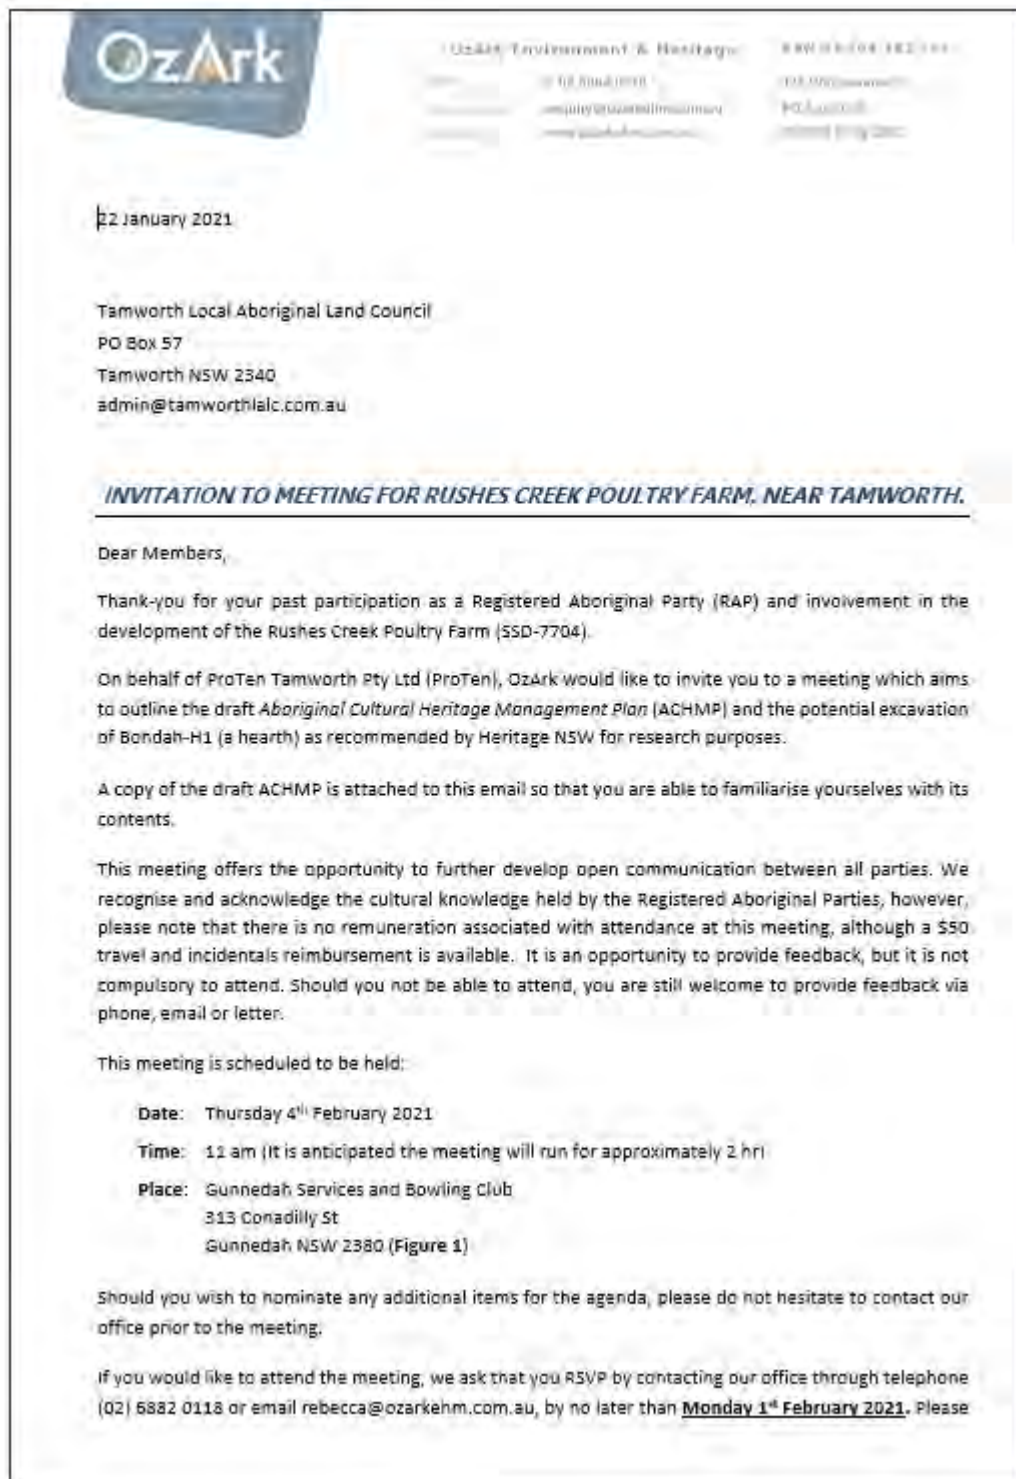 OzArk
OzArk Environment & Heritage
22 January 2021
Tamworth Local Aboriginal Land Council
PO Box 57
Tamworth NSW 2340
admin@tamworthlalc.com.au
INVITATION TO MEETING FOR RUSHES CREEK POULTRY FARM, NEAR TAMWORTH.
Dear Members,
Thank-you for your past participation as a Registered Aboriginal Party (RAP) and involvement in the
development of the Rushes Creek Poultry Farm (SSD-7704).
On behalf of ProTen Tamworth Pty Ltd (ProTen), OzArk would like to invite you to a meeting which aims
to outline the draft Aboriginal Cultural Heritage Management Plan (ACHMP) and the potential excavation
of Bondah-H1 (a hearth) as recommended by Heritage NSW for research purposes.
A copy of the draft ACHMP is attached to this email so that you are able to familiarise yourselves with its
contents.
This meeting offers the opportunity to further develop open communication between all parties. We
recognise and acknowledge the cultural knowledge held by the Registered Aboriginal Parties, however,
please note that there is no remuneration associated with attendance at this meeting, although a $50
travel and incidentals reimbursement is available. It is an opportunity to provide feedback, but it is not
compulsory to attend. Should you not be able to attend, you are still welcome to provide feedback via
phone, email or letter.
This meeting is scheduled to be held:
Date: Thursday 4th February 2021
Time: 11 am (It is anticipated the meeting will run for approximately 2 hr)
Place: Gunnedah Services and Bowling Club
313 Conadilly St
Gunnedah NSW 2380 (Figure 1)
Should you wish to nominate any additional items for the agenda, please do not hesitate to contact our
office prior to the meeting.
If you would like to attend the meeting, we ask that you RSVP by contacting our office through telephone
(02) 6882 0118 or email rebecca@ozarkehm.com.au, by no later than Monday 1st February 2021. Please